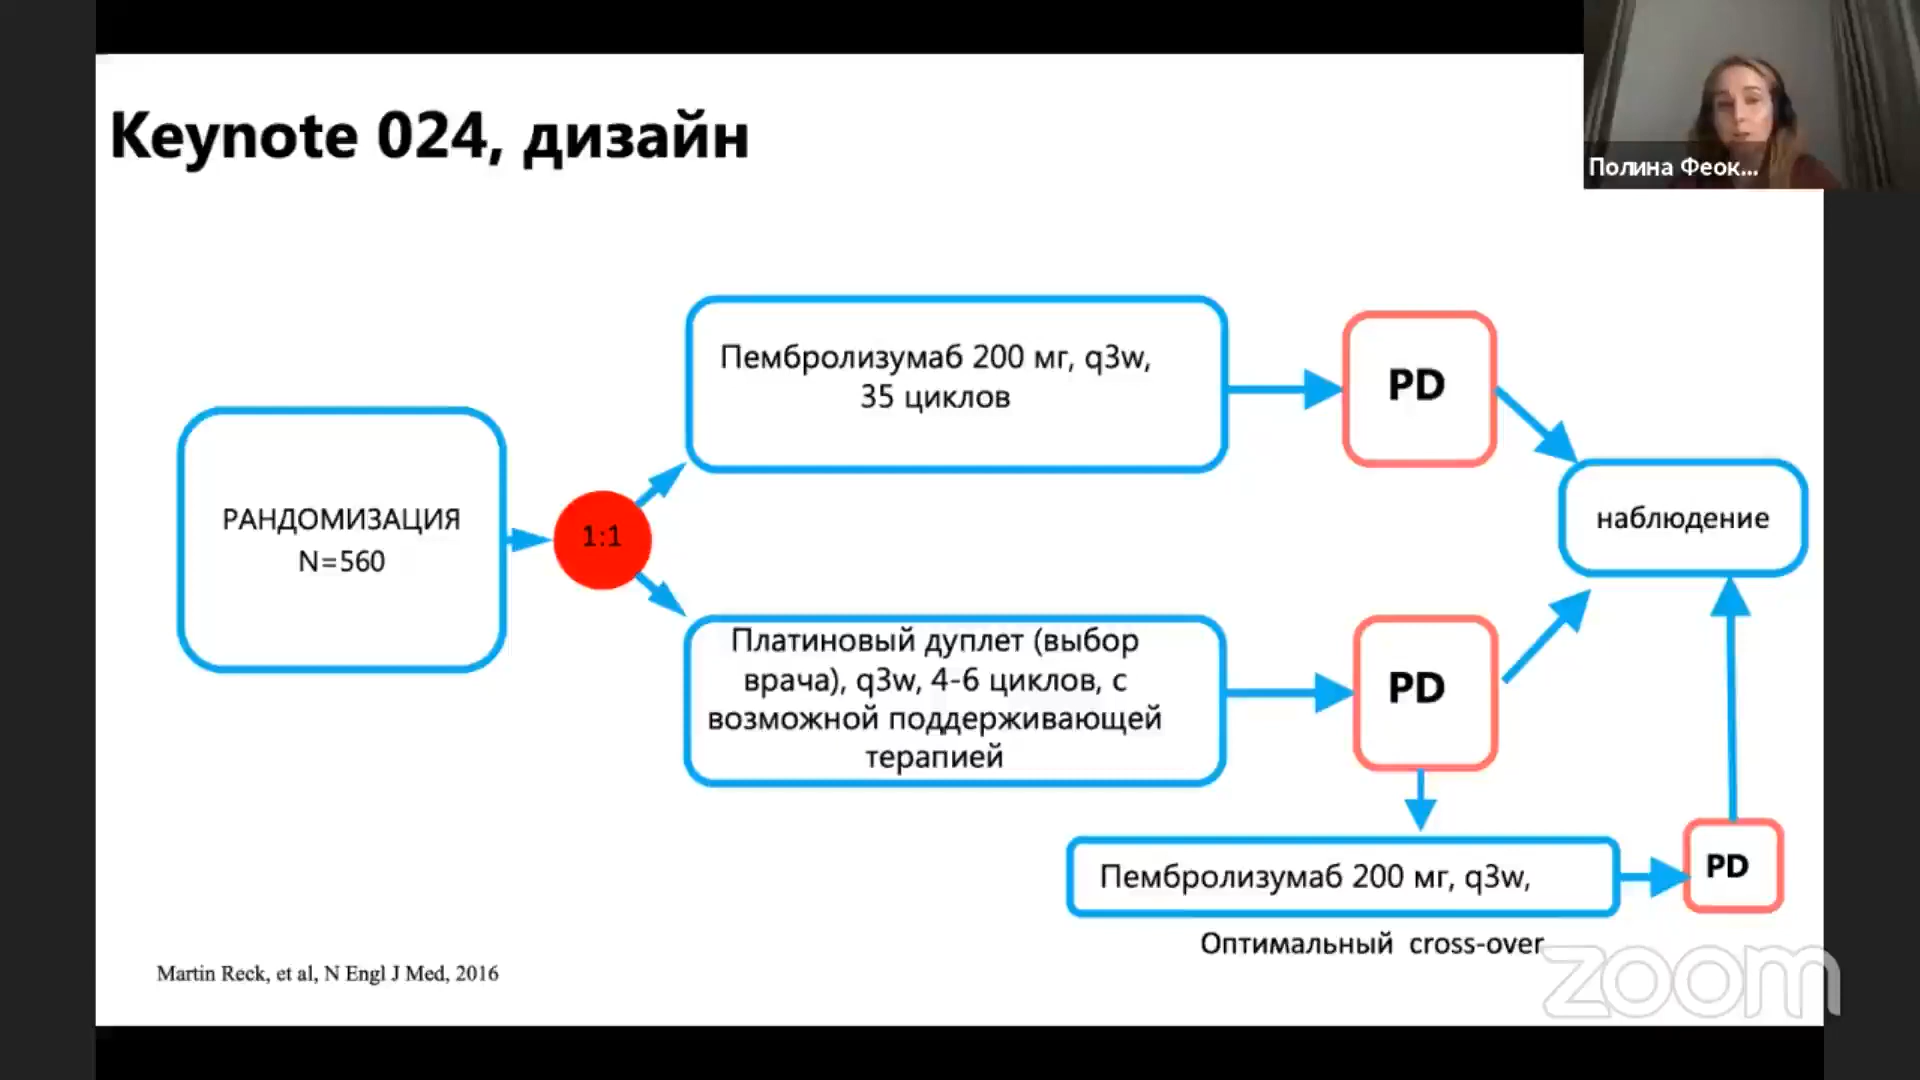 Keynote 024, дизайн
Полина Феок...
Пембролизумаб 200 мг, q3w,
35 циклов
PD
РАНДОМИЗАЦИЯ
N=560
1:1
наблюдение
Платиновый дуплет (выбор
врача), q3w, 4-6 циклов, с
возможной поддерживающей
терапией
PD
Пембролизумаб 200 мг, q3w,
PD
Оптимальный cross-over
Martin Reck, et al, N Engl J Med, 2016
zoom